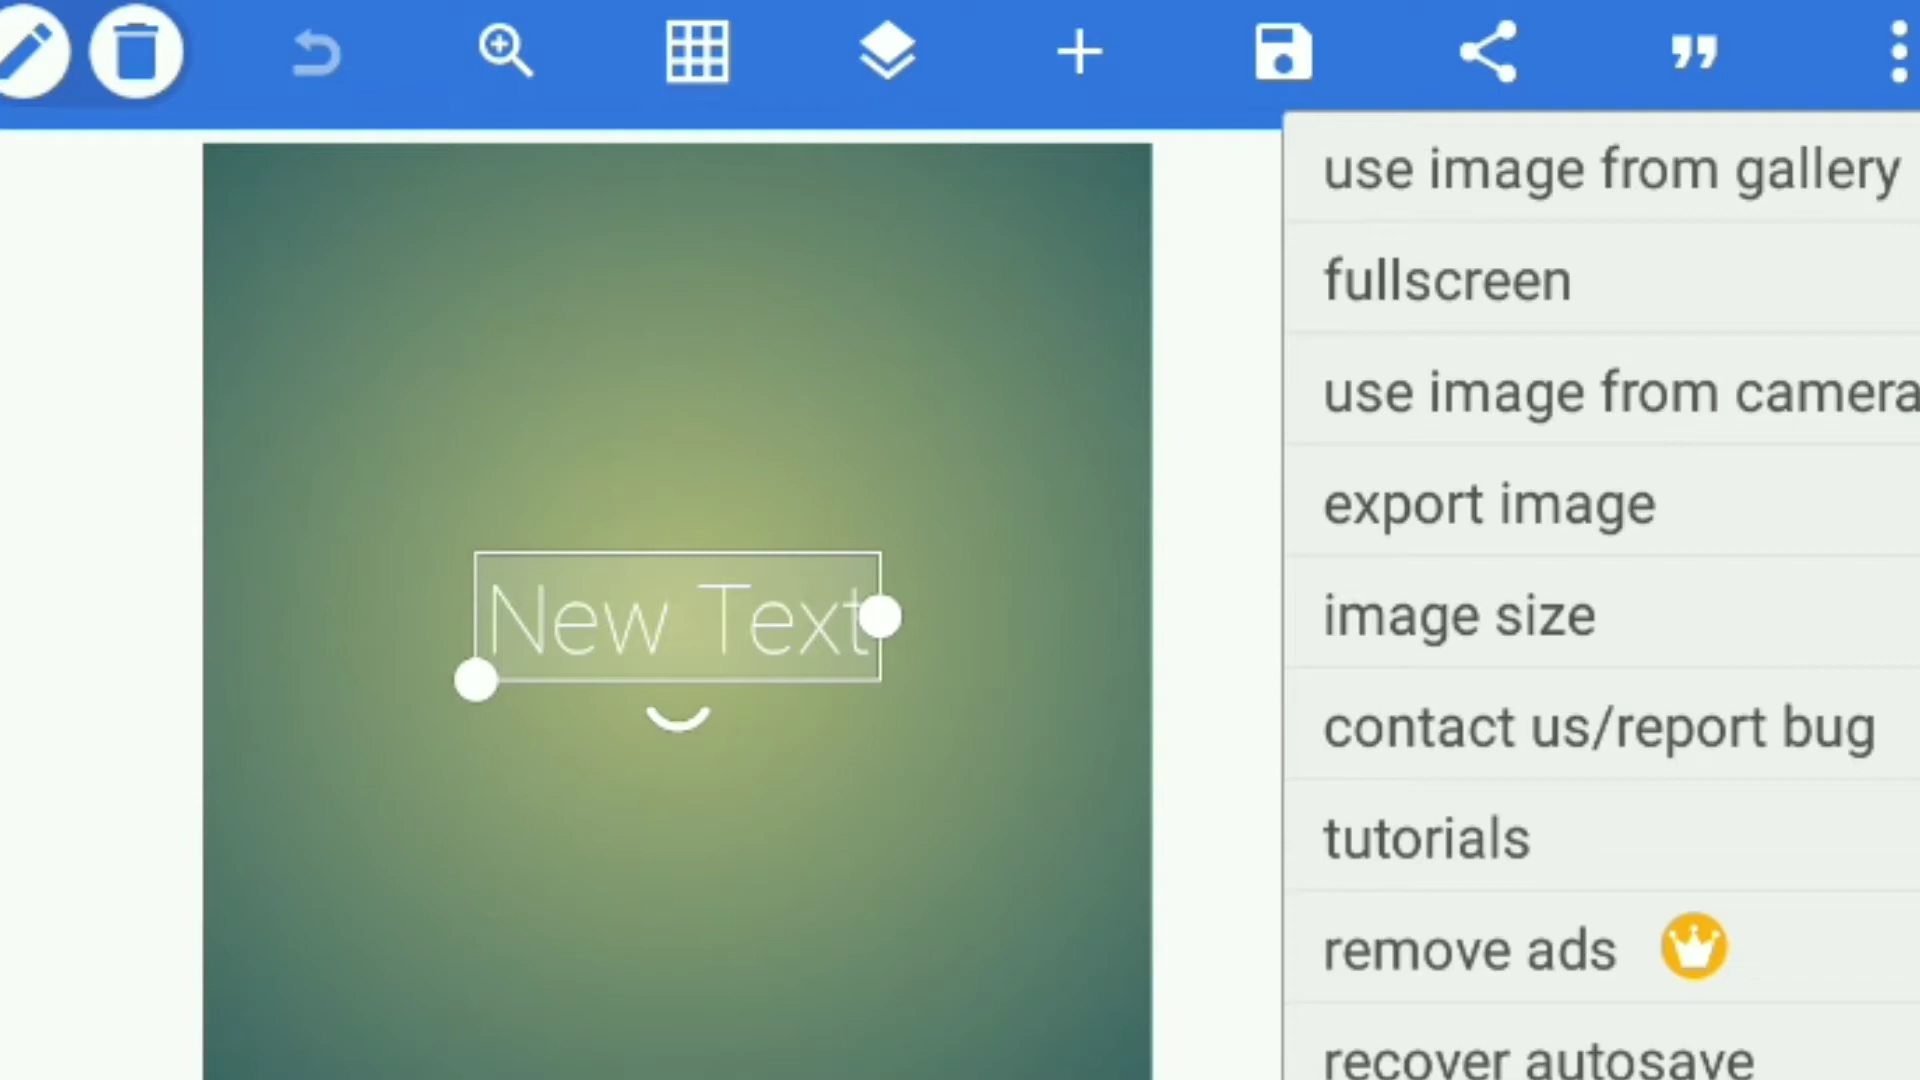 use image from gallery
fullscreen
use image from camera
export image
New Text
image size
contact us/report bug
tutorials
remove ads
recover autosave